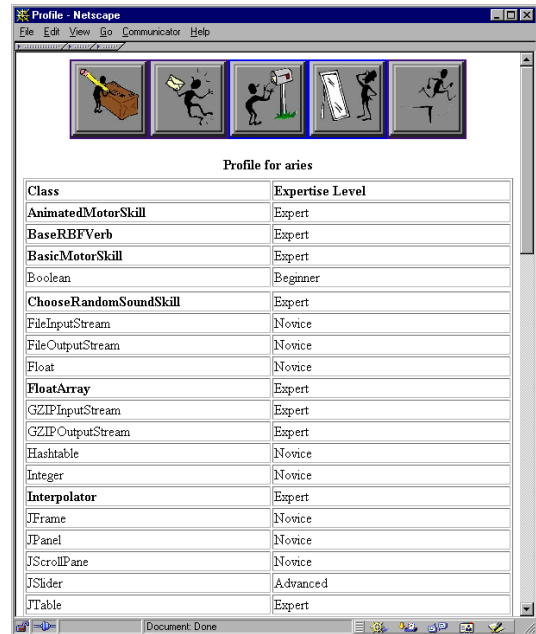 Profile - Netscape
File Edit View Go Communicator Help
Profile for aries
Class Expertise Level
AnimatedMotorSkill Expert
BaseRBFVerb Expert
BasicMotorSkill Expert
Boolean Beginner
ChooseRandomSoundSkill Expert
FileInputStream Novice
FileOutputStream Novice
Float Novice
FloatArray Expert
GZIPInputStream Expert
GZIPOutputStream Expert
Hashtable Novice
Integer Novice
Interpolator Expert
JFrame Novice
JPanel Novice
JScrollPane Novice
JSlider Advanced
JTable Expert
Document: Done